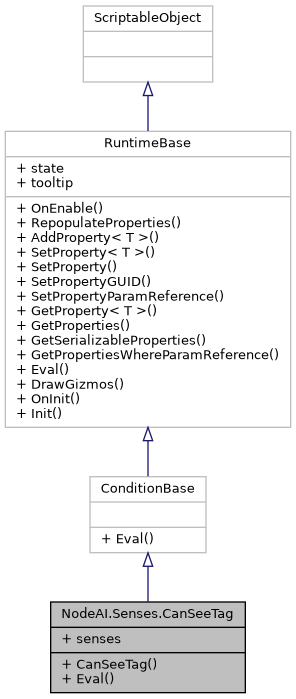 ScriptableObject
RuntimeBase
+ state
+ tooltip
+ OnEnable()
+ RepopulateProperties()
+ AddProperty< T >()
+ SetProperty< T >()
+ SetProperty()
+ SetPropertyGUID()
+ SetPropertyParamReference()
+ GetProperty< T >()
+ GetProperties()
+ GetSerializableProperties()
+ GetPropertiesWhereParamReference()
+ Eval()
+ DrawGizmos()
+ OnInit()
+ Init()
ConditionBase
+ Eval()
NodeAI.Senses.CanSeeTag
+ senses
+ CanSeeTag()
+ Eval()